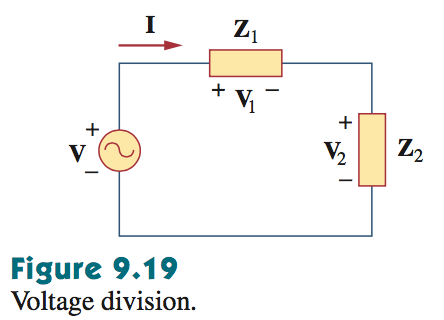 I
Z1
+ V1 −
+
V
−
+
V2
−
Z2
Figure 9.19
Voltage division.